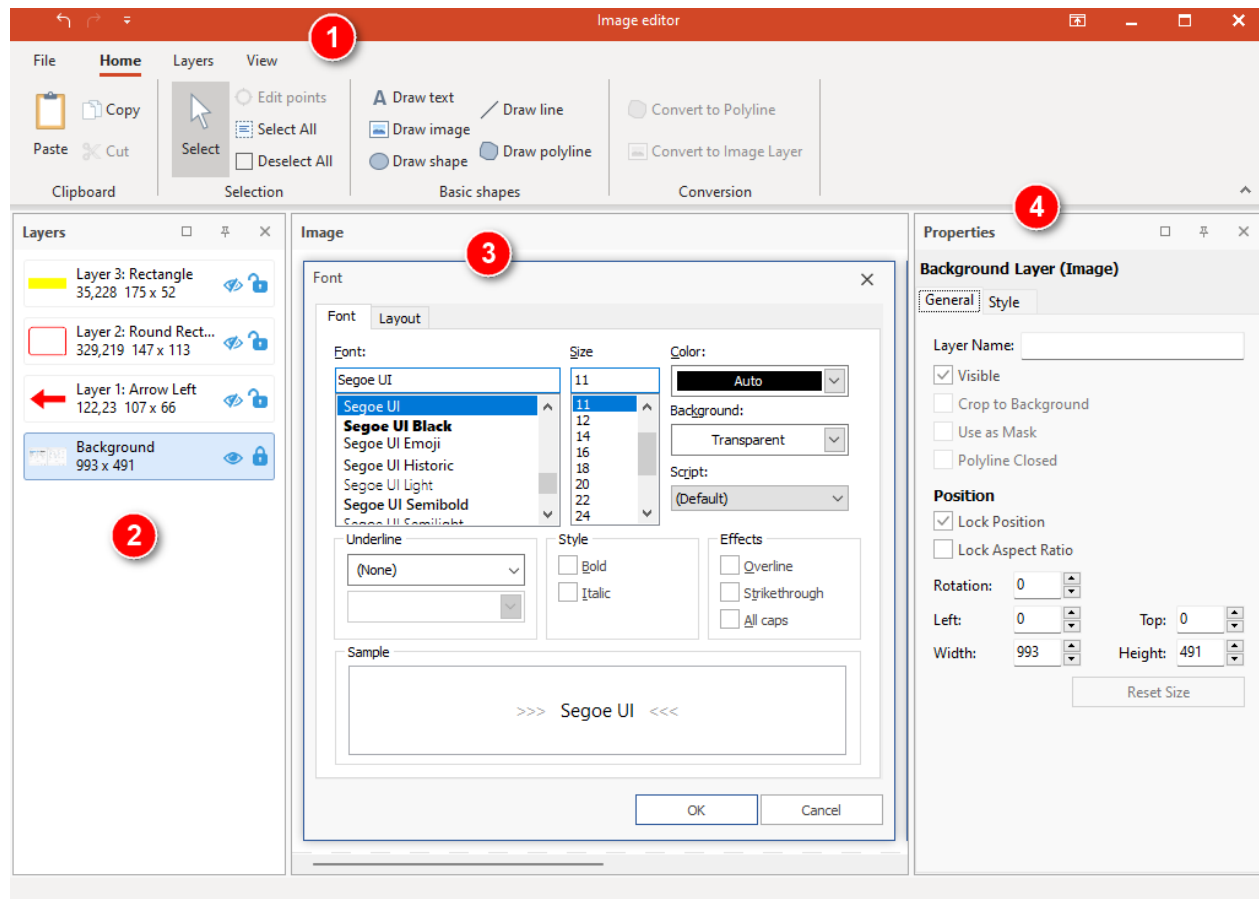 Image editor
1
File Home Layers View
Paste
Copy
Cut
Clipboard
Select
Edit points
Select All
Deselect All
Selection
A Draw text
Draw image
Draw shape
Draw line
Draw polyline
Basic shapes
Convert to Polyline
Convert to Image Layer
Conversion
Layers
Layer 3: Rectangle
35,228 175 x 52
Layer 2: Round Rect...
329,219 147 x 113
Layer 1: Arrow Left
122,23 107 x 66
Background
993 x 491
2
Image
3
Font
Font Layout
Font:
Segoe UI
Segoe UI
Segoe UI Black
Segoe UI Emoji
Segoe UI Historic
Segoe UI Light
Segoe UI Semibold
Segoe UI Semilight
Size
11
11
12
14
16
18
20
22
24
Color:
Auto
Background:
Transparent
Script:
(Default)
Underline
(None)
Style
Bold
Italic
Effects
Overline
Strikethrough
All caps
Sample
>>> Segoe UI <<<
OK Cancel
4
Properties
Background Layer (Image)
General Style
Layer Name:
Visible
Crop to Background
Use as Mask
Polyline Closed
Position
Lock Position
Lock Aspect Ratio
Rotation: 0
Left: 0 Top: 0
Width: 993 Height: 491
Reset Size